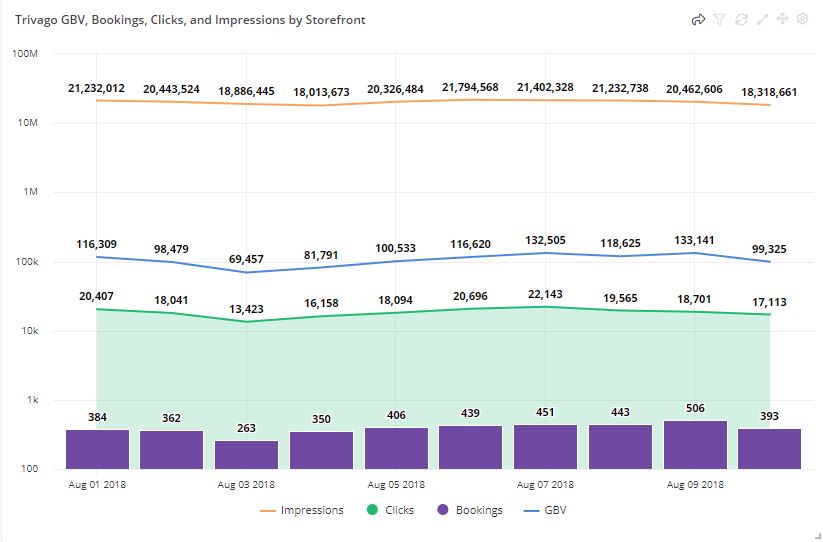 Trivago GBV, Bookings, Clicks, and Impressions by Storefront
100M
21,232,012 20,443,524 18,886,445 18,013,673 20,326,484 21,794,568 21,402,328 21,232,738 20,462,606 18,318,661
10M
1M
116,309 98,479 69,457 81,791 100,533 116,620 132,505 118,625 133,141 99,325
100k
20,407 18,041 13,423 16,158 18,094 20,696 22,143 19,565 18,701 17,113
10k
1k
384 362 263 350 406 439 451 443 506 393
100
Aug 01 2018 Aug 03 2018 Aug 05 2018 Aug 07 2018 Aug 09 2018
Impressions Clicks Bookings GBV